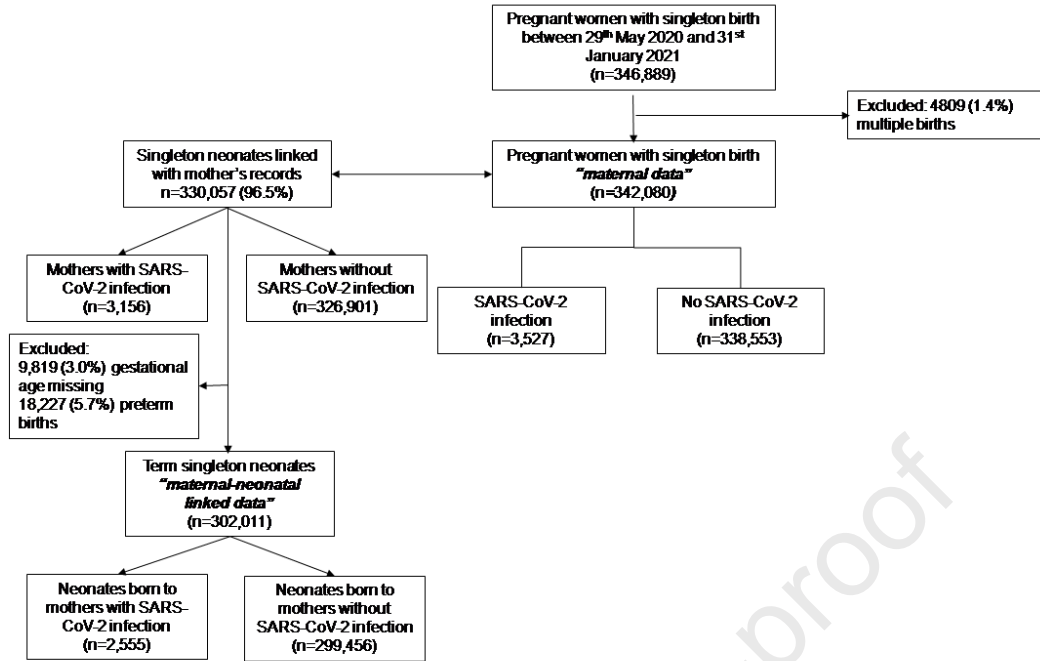 Pregnant women with singleton birth
between 29th May 2020 and 31st
January 2021
(n=346,889)
Excluded: 4809 (1.4%)
multiple births
Singleton neonates linked
with mother's records
n=330,057 (96.5%)
Pregnant women with singleton birth
"maternal data"
(n=342,080)
Mothers with SARS-
CoV-2 infection
(n=3,156)
Mothers without
SARS-CoV-2 infection
(n=326,901)
SARS-CoV-2
infection
(n=3,527)
No SARS-CoV-2
infection
(n=338,553)
Excluded:
9,819 (3.0%) gestational
age missing
18,227 (5.7%) preterm
births
Term singleton neonates
"maternal-neonatal
linked data"
(n=302,011)
Neonates born to
mothers with SARS-
CoV-2 infection
(n=2,555)
Neonates born to
mothers without
SARS-CoV-2 infection
(n=299,456)
proof